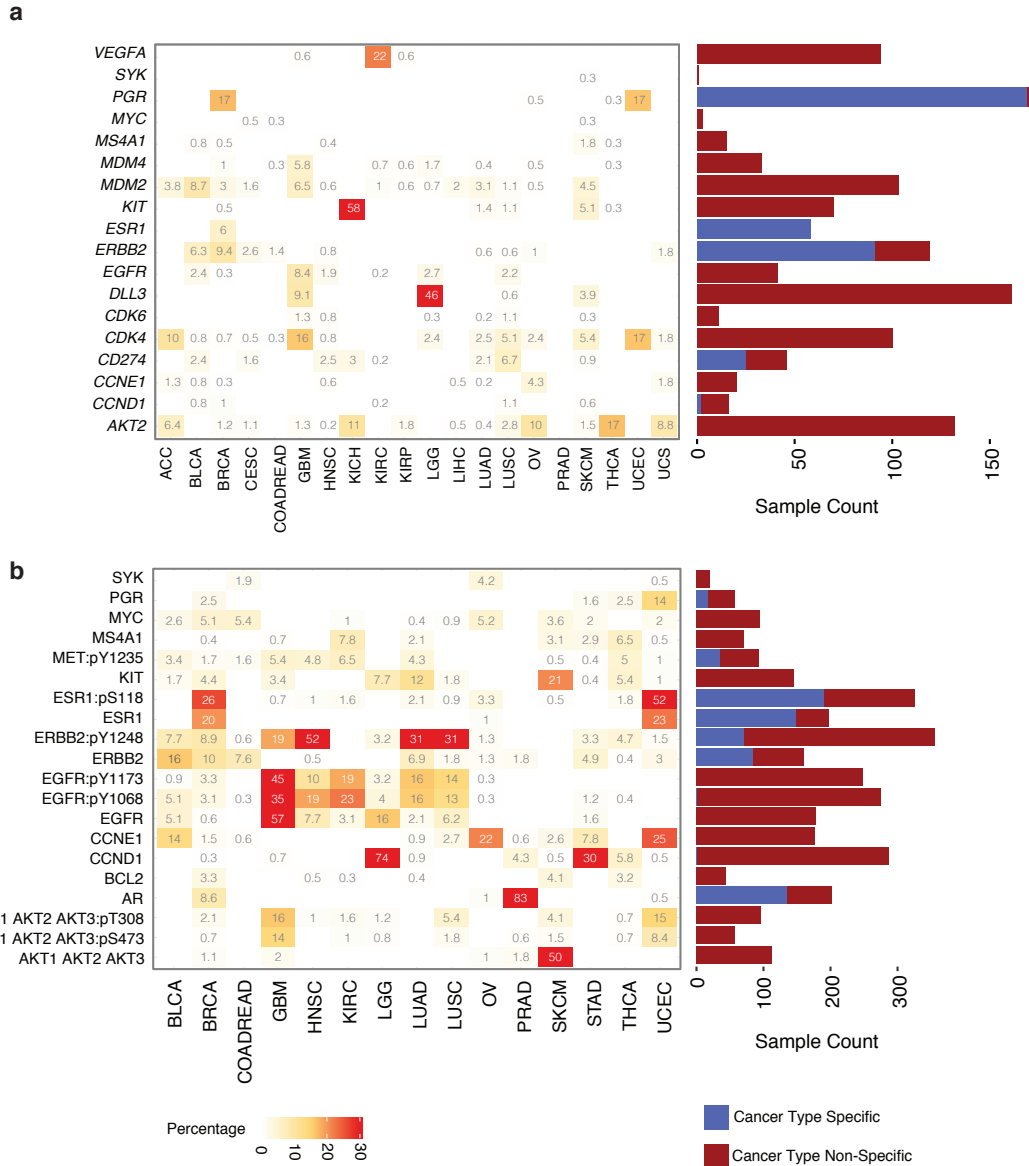 a
VEGFA 0.6 22 0.6
SYK 0.3
PGR 17 0.5 0.3 17
MYC 0.5 0.3 0.3
MS4A1 0.8 0.5 0.4 1.8 0.3
MDM4 1 0.3 5.8 0.7 0.6 1.7 0.4 0.5 0.3
MDM2 3.8 8.7 3 1.6 6.5 0.6 1 0.6 0.7 2 3.1 1.1 0.5 4.5
KIT 0.5 58 1.4 1.1 5.1 0.3
ESR1 6
ERBB2 6.3 9.4 2.6 1.4 0.8 0.6 0.6 1 1.8
EGFR 2.4 0.3 8.4 1.9 0.2 2.7 2.2
DLL3 9.1 46 0.6 3.9
CDK6 1.3 0.8 0.3 0.2 1.1 0.3
CDK4 10 0.8 0.7 0.5 0.3 16 0.8 2.4 2.5 5.1 2.4 5.4 17 1.8
CD274 2.4 1.6 2.5 3 0.2 2.1 6.7 0.9
CCNE1 1.3 0.8 0.3 0.6 0.5 0.2 4.3 1.8
CCND1 0.8 1 0.2 1.1 0.6
AKT2 6.4 1.2 1.1 1.3 0.2 11 1.8 0.5 0.4 2.8 10 1.5 17 8.8
ACC BLCA BRCA CESC COADREAD GBM HNSC KICH KIRC KIRP LGG LIHC LUAD LUSC OV PRAD SKCM THCA UCEC UCS
0 50 100 150
Sample Count
b
SYK 1.9 4.2 0.5
PGR 2.5 1.6 2.5 14
MYC 2.6 5.1 5.4 1 0.4 0.9 5.2 3.6 2 2
MS4A1 0.4 0.7 7.8 2.1 3.1 2.9 6.5 0.5
MET:pY1235 3.4 1.7 1.6 5.4 4.8 6.5 4.3 0.5 0.4 5 1
KIT 1.7 4.4 3.4 7.7 12 1.8 21 0.4 5.4 1
ESR1:pS118 26 0.7 1 1.6 2.1 0.9 3.3 0.5 1.8 52
ESR1 20 1 23
ERBB2:pY1248 7.7 8.9 0.6 19 52 3.2 31 31 1.3 3.3 4.7 1.5
ERBB2 16 10 7.6 0.5 6.9 1.8 1.3 1.8 4.9 0.4 3
EGFR:pY1173 0.9 3.3 45 10 19 3.2 16 14 0.3
EGFR:pY1068 5.1 3.1 0.3 35 19 23 4 16 13 0.3 1.2 0.4
EGFR 5.1 0.6 57 7.7 3.1 16 2.1 6.2 1.6
CCNE1 14 1.5 0.6 0.9 2.7 22 0.6 2.6 7.8 25
CCND1 0.3 0.7 74 0.9 4.3 0.5 30 5.8 0.5
BCL2 3.3 0.5 0.3 0.4 4.1 3.2
AR 8.6 1 83 0.5
1 AKT2 AKT3:pT308 2.1 16 1 1.6 1.2 5.4 4.1 0.7 15
1 AKT2 AKT3:pS473 0.7 14 1 0.8 1.8 0.6 1.5 0.7 8.4
AKT1 AKT2 AKT3 1.1 2 1 1.8 50
BLCA BRCA COADREAD GBM HNSC KIRC LGG LUAD LUSC OV PRAD SKCM STAD THCA UCEC
0 100 200 300
Sample Count
Percentage
0 10 20 30
Cancer Type Specific
Cancer Type Non-Specific